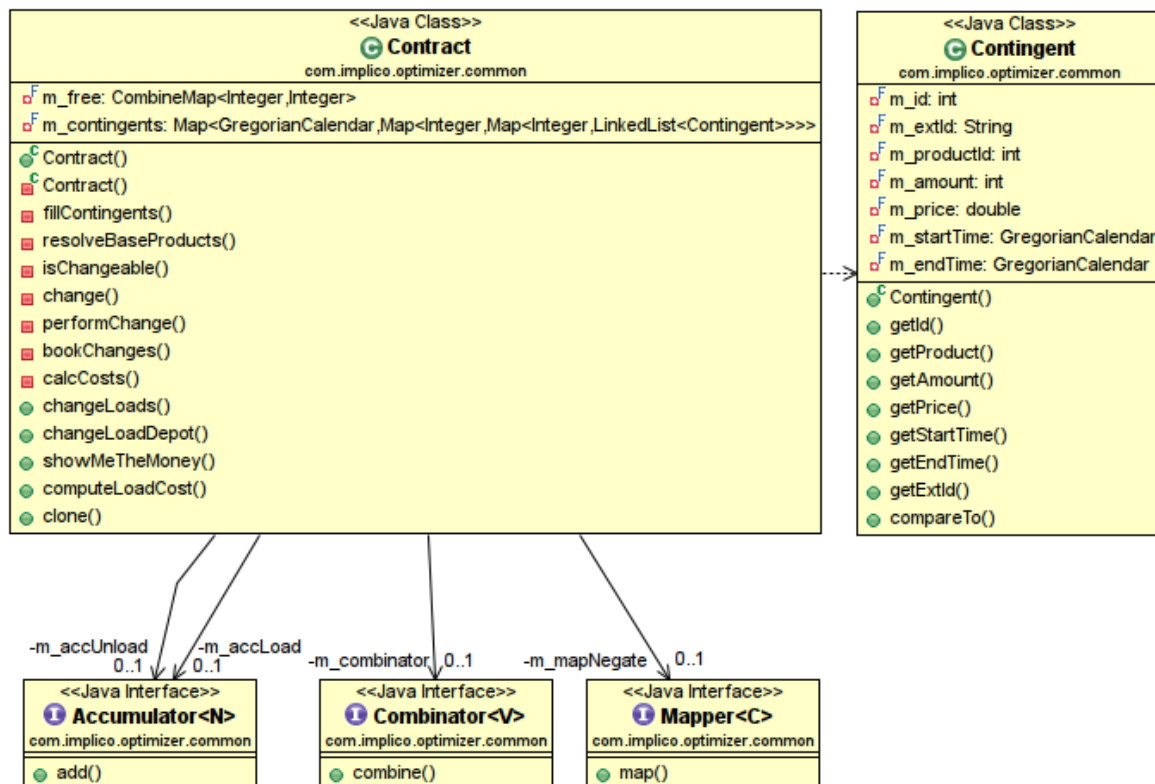 <<Java Class>>
Contract
com.implico.optimizer.common
m_free: CombineMap<Integer,Integer>
m_contingents: Map<GregorianCalendar,Map<Integer,Map<Integer,LinkedList<Contingent>>>>
Contract()
Contract()
fillContingents()
resolveBaseProducts()
isChangeable()
change()
performChange()
bookChanges()
calcCosts()
changeLoads()
changeLoadDepot()
showMeTheMoney()
computeLoadCost()
clone()
<<Java Class>>
Contingent
com.implico.optimizer.common
m_id: int
m_extId: String
m_productId: int
m_amount: int
m_price: double
m_startTime: GregorianCalendar
m_endTime: GregorianCalendar
Contingent()
getId()
getProduct()
getAmount()
getPrice()
getStartTime()
getEndTime()
getExtId()
compareTo()
-m_accUnload
0..1
-m_accLoad
0..1
-m_combinator
0..1
-m_mapNegate
0..1
<<Java Interface>>
Accumulator<N>
com.implico.optimizer.common
add()
<<Java Interface>>
Combinator<V>
com.implico.optimizer.common
combine()
<<Java Interface>>
Mapper<C>
com.implico.optimizer.common
map()